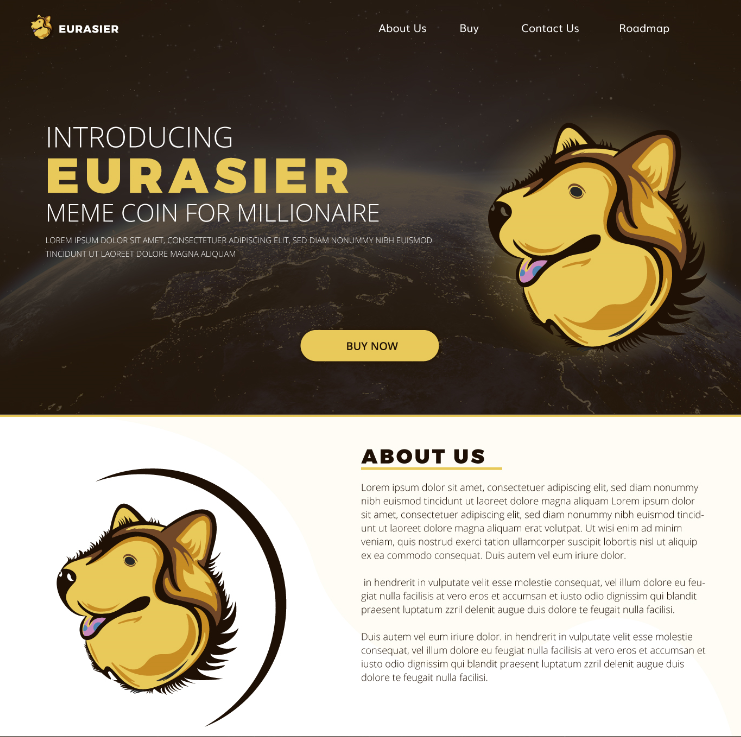 EURASIER
About Us Buy Contact Us Roadmap
INTRODUCING
EURASIER
MEME COIN FOR MILLIONAIRE
LOREM IPSUM DOLOR SIT AMET, CONSECTETUER ADIPISCING ELIT, SED DIAM NONUMMY NIBH EUISMOD
TINCIDUNT UT LAOREET DOLORE MAGNA ALIQUAM
BUY NOW
ABOUT US
Lorem ipsum dolor sit amet, consectetuer adipiscing elit, sed diam nonummy
nibh euismod tincidunt ut laoreet dolore magna aliquam Lorem ipsum dolor
sit amet, consectetuer adipiscing elit, sed diam nonummy nibh euismod tincid-
unt ut laoreet dolore magna aliquam erat volutpat. Ut wisi enim ad minim
veniam, quis nostrud exerci tation ullamcorper suscipit lobortis nisl ut aliquip
ex ea commodo consequat. Duis autem vel eum iriure dolor.
in hendrerit in vulputate velit esse molestie consequat, vel illum dolore eu feu-
giat nulla facilisis at vero eros et accumsan et iusto odio dignissim qui blandit
praesent luptatum zzril delenit augue duis dolore te feugait nulla facilisi.
Duis autem vel eum iriure dolor. in hendrerit in vulputate velit esse molestie
consequat, vel illum dolore eu feugiat nulla facilisis at vero eros et accumsan et
iusto odio dignissim qui blandit praesent luptatum zzril delenit augue duis
dolore te feugait nulla facilisi.